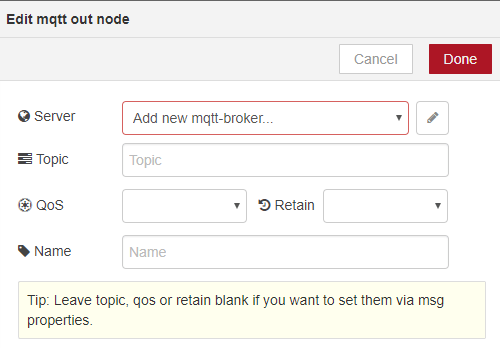 Edit mqtt out node
Cancel Done
Server Add new mqtt-broker...
Topic Topic
QoS Retain
Name Name
Tip: Leave topic, qos or retain blank if you want to set them via msg
properties.